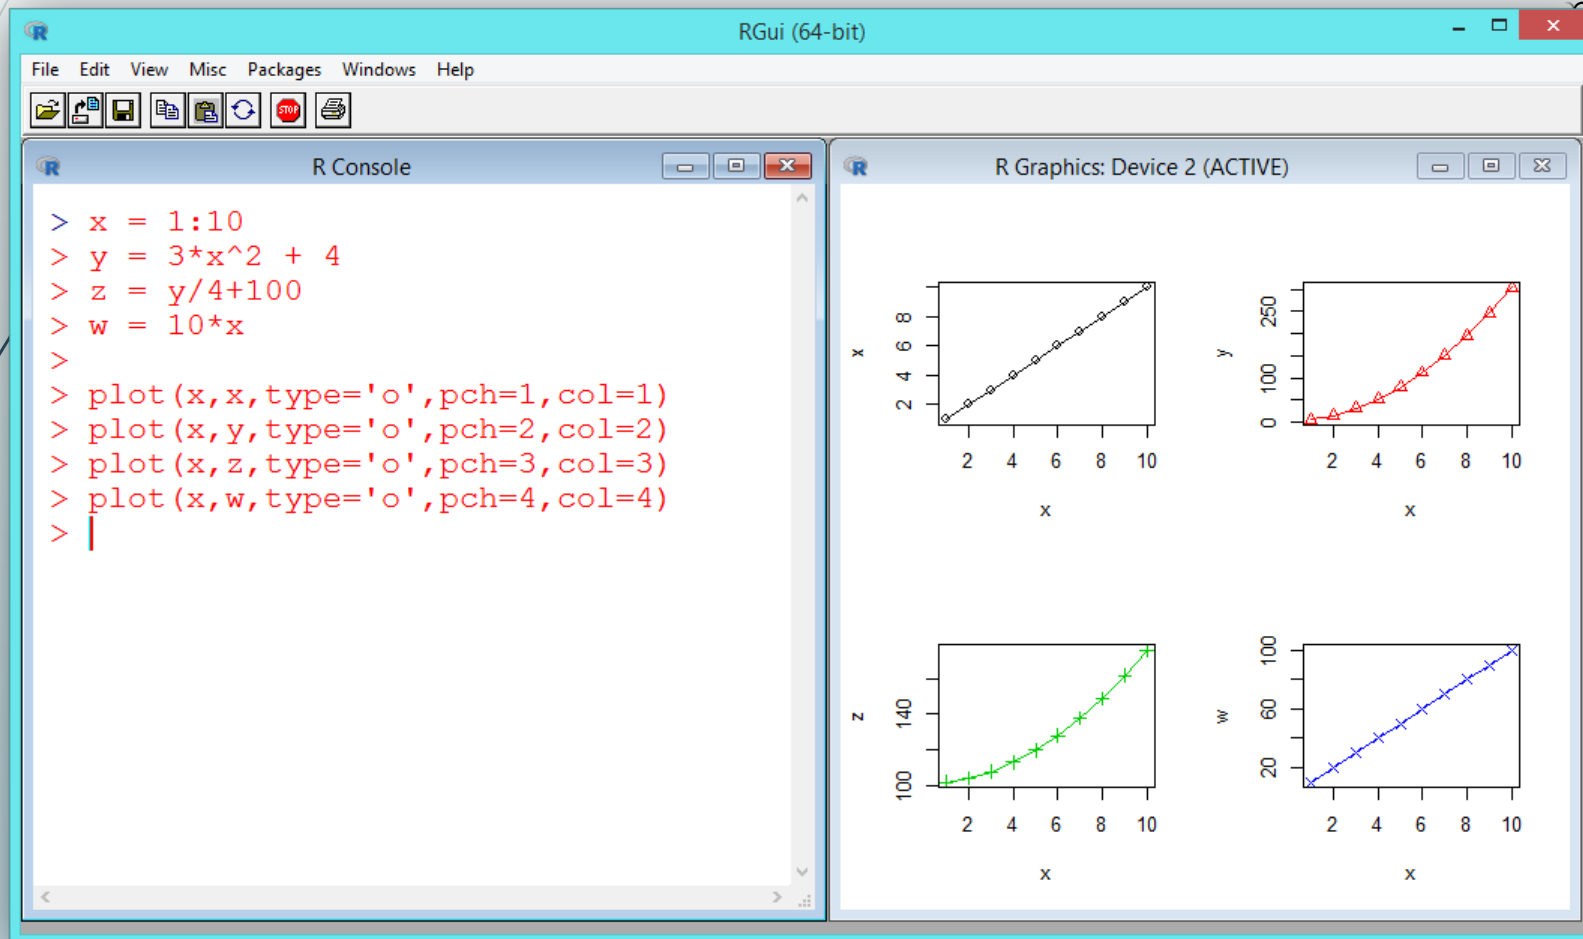 RGui (64-bit)
File Edit View Misc Packages Windows Help
STOP
R Console
> x = 1:10
> y = 3*x^2 + 4
> z = y/4+100
> w = 10*x
>
> plot(x,x,type='o',pch=1,col=1)
> plot(x,y,type='o',pch=2,col=2)
> plot(x,z,type='o',pch=3,col=3)
> plot(x,w,type='o',pch=4,col=4)
>
R Graphics: Device 2 (ACTIVE)
x
8
6
4
2
2 4 6 8 10
x
y
250
100
0
2 4 6 8 10
x
z
140
100
2 4 6 8 10
x
w
100
60
20
2 4 6 8 10
x